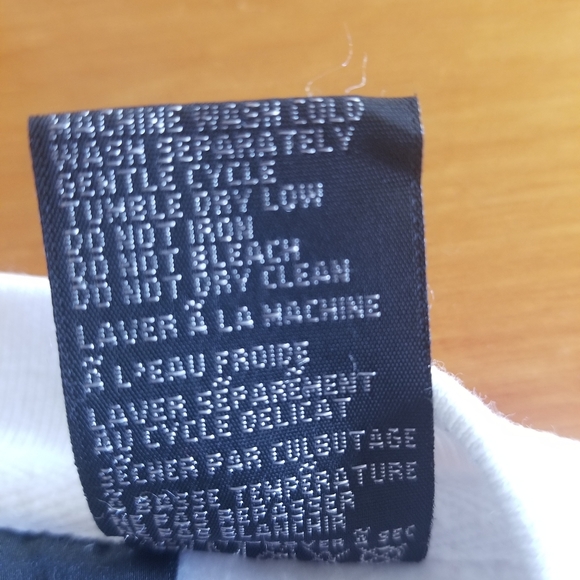 MACHINE WASH COLD
WASH SEPARATELY
GENTLE CYCLE
TUMBLE DRY LOW
DO NOT IRON
DO NOT BLEACH
DO NOT DRY CLEAN
LAVER À LA MACHINE
À L'EAU FROIDE
LAVER SÉPARÉMENT
AU CYCLE DÉLICAT
SÉCHER PAR CULBUTAGE
À BASSE TEMPÉRATURE
NE PAS REPASSER
NE PAS BLANCHIR
À SEC